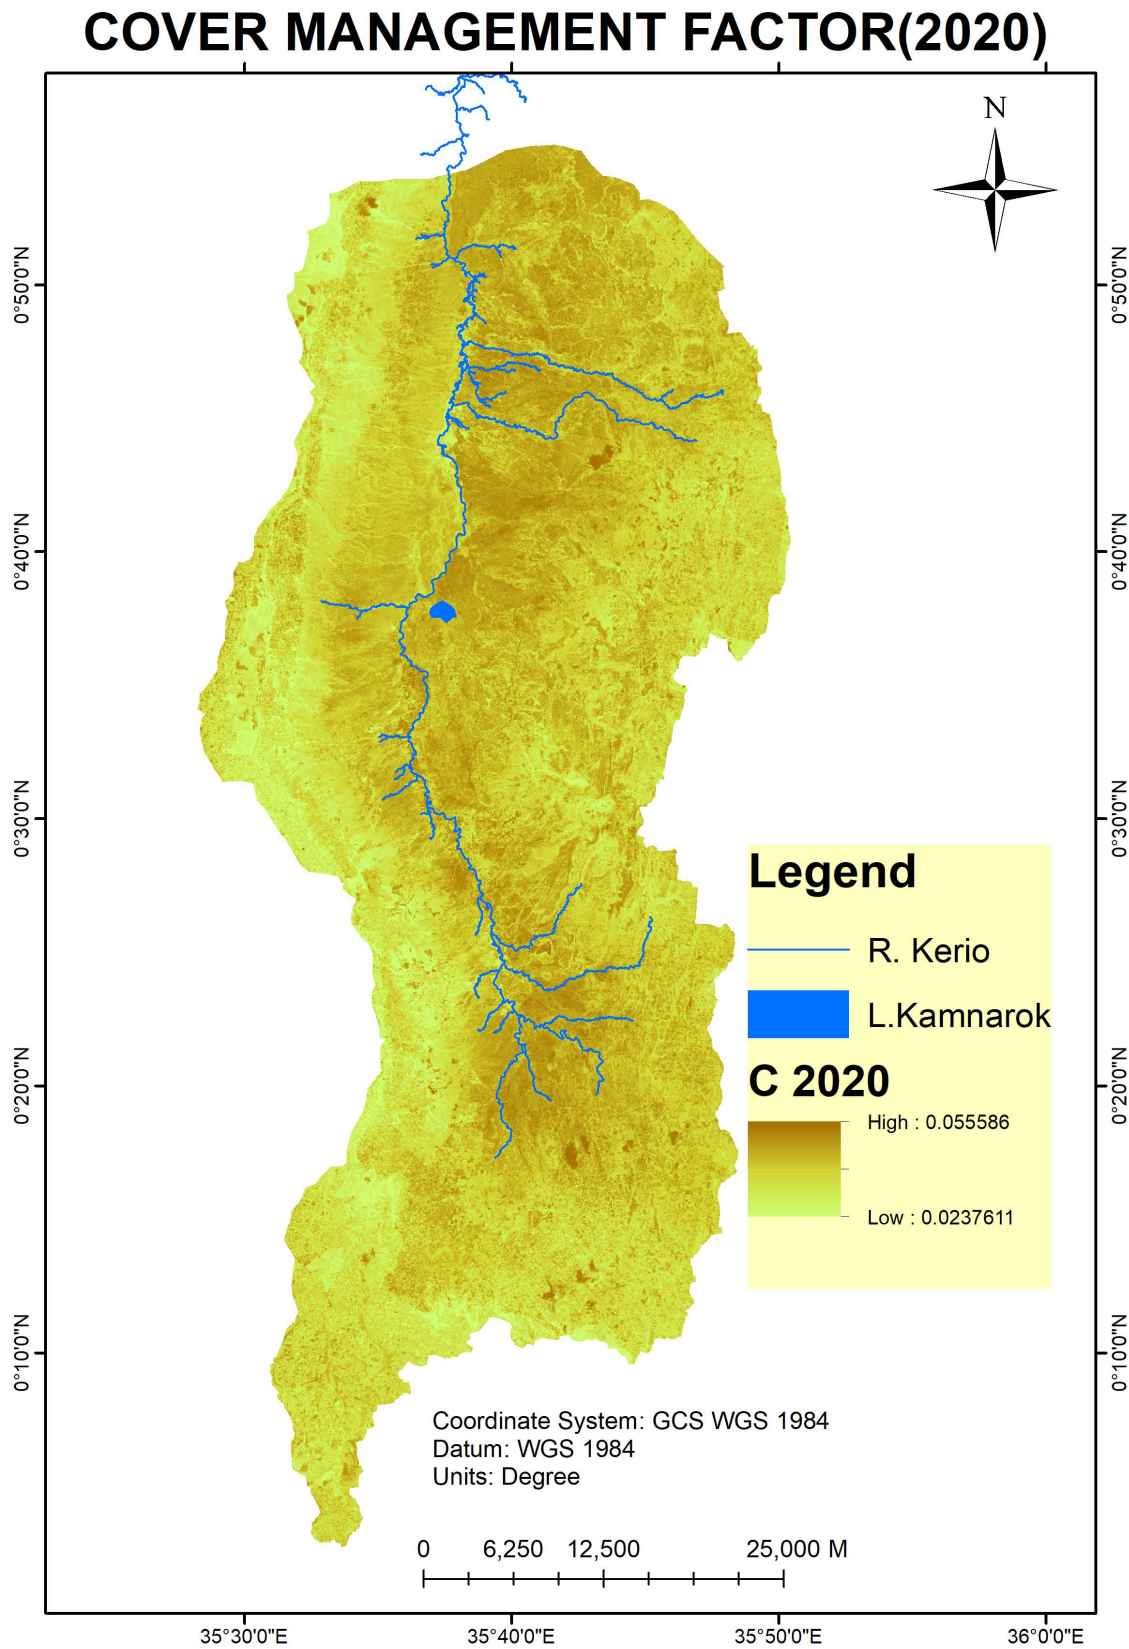 COVER MANAGEMENT FACTOR(2020)
N
0°50'0"N
0°50'0"N
0°40'0"N
0°40'0"N
0°30'0"N
0°30'0"N
Legend
R. Kerio
L.Kamnarok
C 2020
High : 0.055586
Low : 0.0237611
0°20'0"N
0°20'0"N
0°10'0"N
0°10'0"N
Coordinate System: GCS WGS 1984
Datum: WGS 1984
Units: Degree
0 6,250 12,500 25,000 M
35°30'0"E 35°40'0"E 35°50'0"E 36°0'0"E